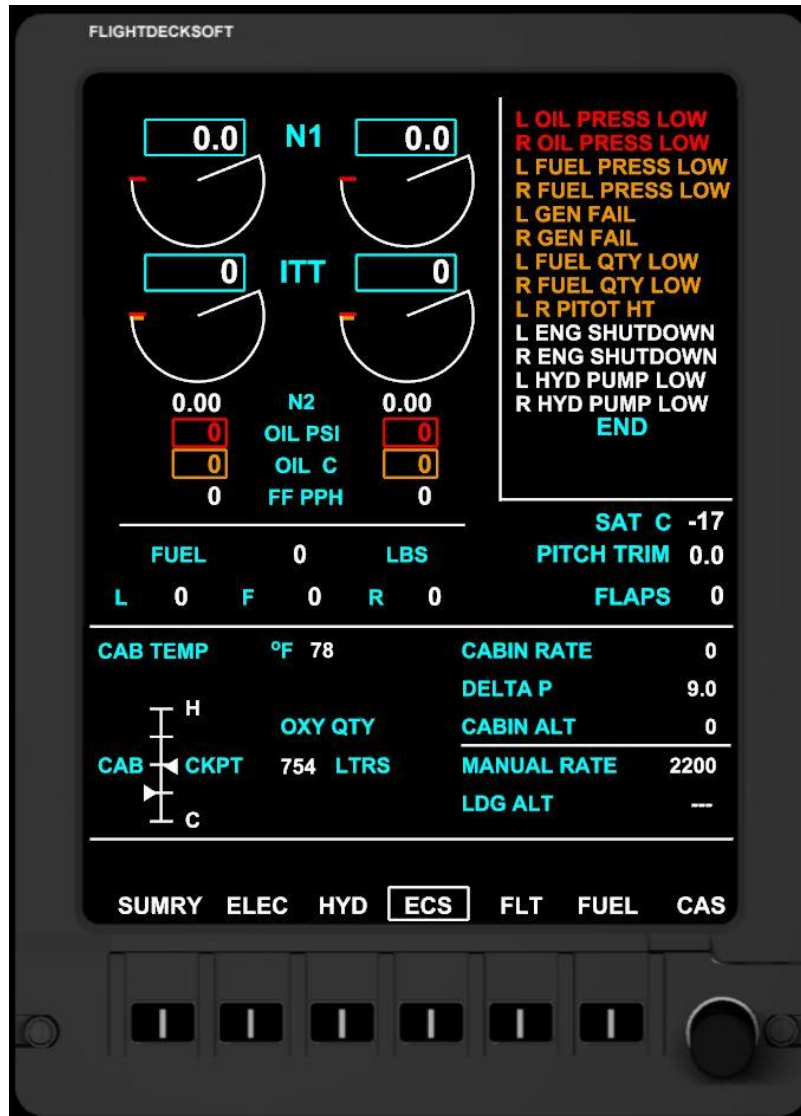 FLIGHTDECKSOFT
0.0 N1 0.0
0 ITT 0
0.00 N2 0.00
0 OIL PSI 0
0 OIL C 0
0 FF PPH 0
L OIL PRESS LOW
R OIL PRESS LOW
L FUEL PRESS LOW
R FUEL PRESS LOW
L GEN FAIL
R GEN FAIL
L FUEL QTY LOW
R FUEL QTY LOW
L R PITOT HT
L ENG SHUTDOWN
R ENG SHUTDOWN
L HYD PUMP LOW
R HYD PUMP LOW
END
FUEL 0 LBS
L 0 F 0 R 0
SAT C -17
PITCH TRIM 0.0
FLAPS 0
CAB TEMP ºF 78
H
OXY QTY
CAB CKPT 754 LTRS
C
CABIN RATE 0
DELTA P 9.0
CABIN ALT 0
MANUAL RATE 2200
LDG ALT ---
SUMRY ELEC HYD ECS FLT FUEL CAS